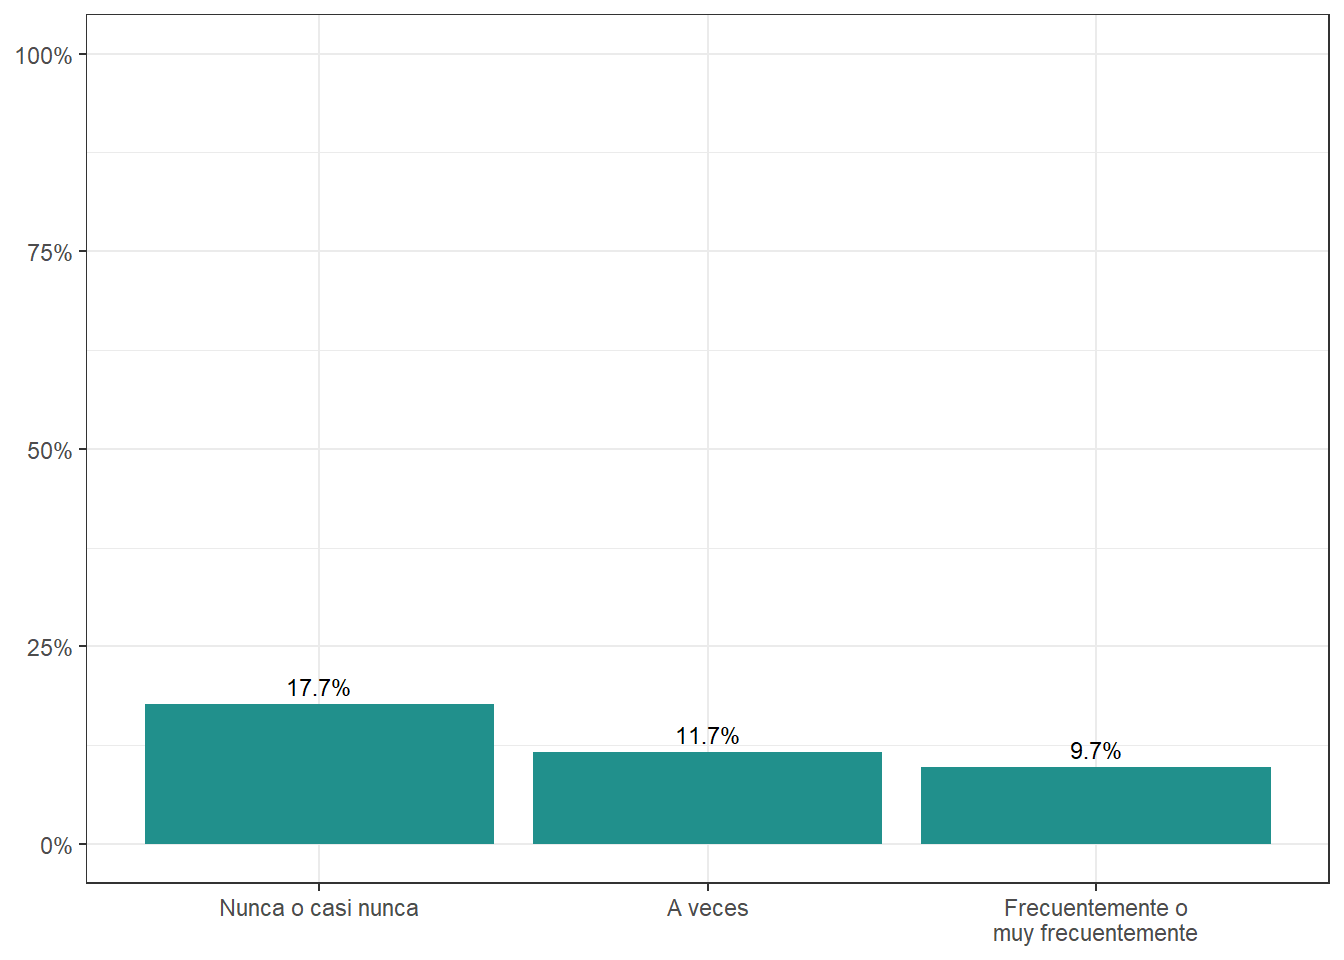 100%
75%
50%
25%
0%
17.7%
11.7%
9.7%
Nunca o casi nunca
A veces
Frecuentemente o
muy frecuentemente